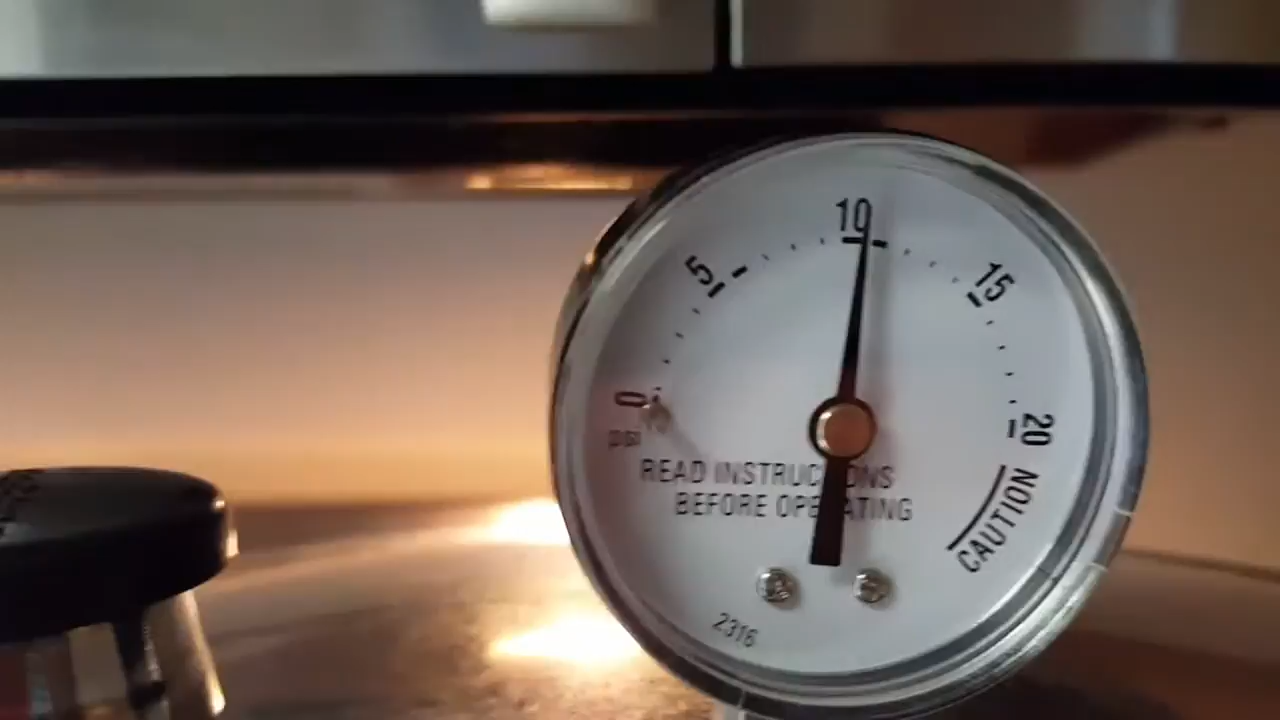 10
5
15
0
20
psi
READ INSTRUCTIONS
BEFORE OPERATING
CAUTION
2316